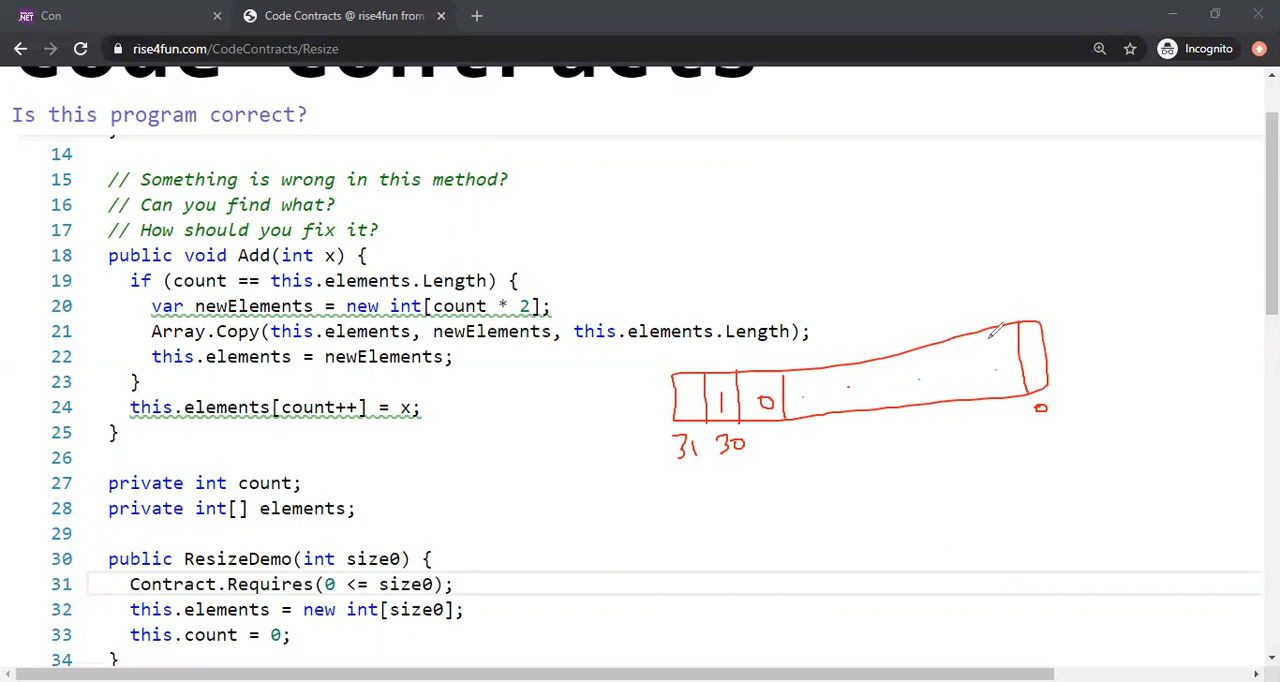 Con
Code Contracts @ rise4fun from
rise4fun.com/CodeContracts/Resize
Incognito
Code Contracts
Is this program correct?
14
15 // Something is wrong in this method?
16 // Can you find what?
17 // How should you fix it?
18 public void Add(int x) {
19 if (count == this.elements.Length) {
20 var newElements = new int[count * 2];
21 Array.Copy(this.elements, newElements, this.elements.Length);
22 this.elements = newElements;
23 }
24 this.elements[count++] = x;
25 }
26
27 private int count;
28 private int[] elements;
29
30 public ResizeDemo(int size0) {
31 Contract.Requires(0 <= size0);
32 this.elements = new int[size0];
33 this.count = 0;
34 }
1 0
31 30 0